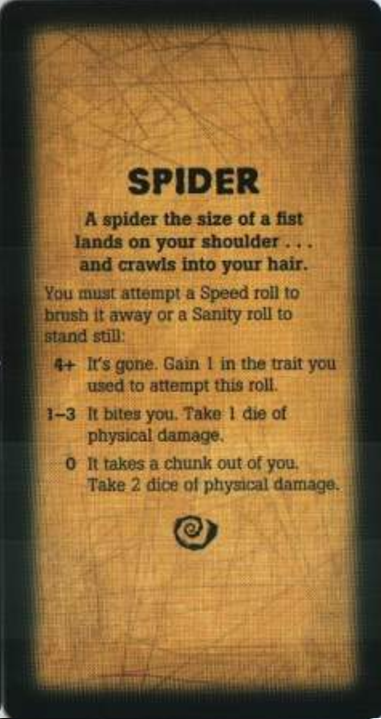 SPIDER
A spider the size of a fist
lands on your shoulder . . .
and crawls into your hair.
You must attempt a Speed roll to
brush it away or a Sanity roll to
stand still:
4+ It's gone. Gain 1 in the trait you
used to attempt this roll.
1–3 It bites you. Take 1 die of
physical damage.
0 It takes a chunk out of you.
Take 2 dice of physical damage.